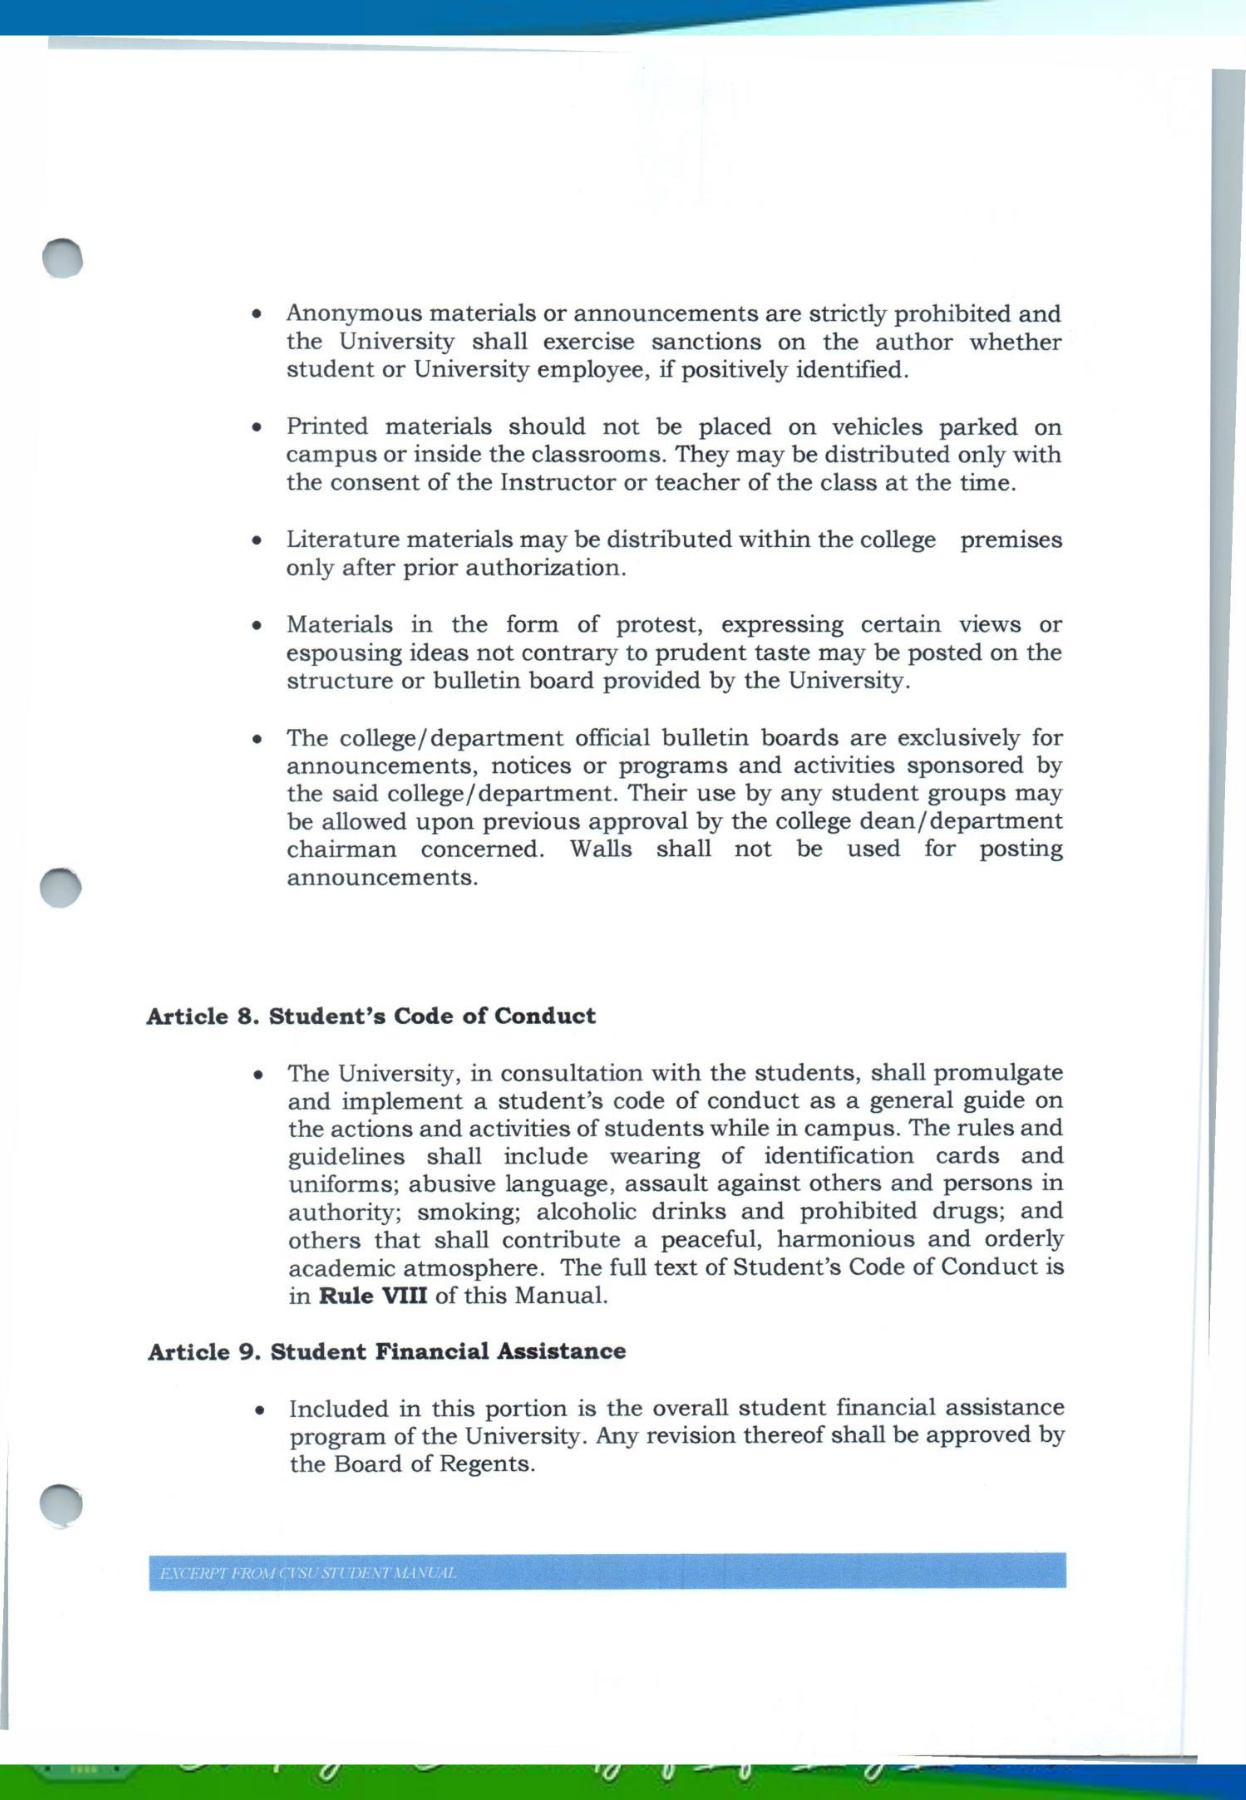 • Anonymous materials or announcements are strictly prohibited and
the University shall exercise sanctions on the author whether
student or University employee, if positively identified.
• Printed materials should not be placed on vehicles parked on
campus or inside the classrooms. They may be distributed only with
the consent of the Instructor or teacher of the class at the time.
• Literature materials may be distributed within the college premises
only after prior authorization.
• Materials in the form of protest, expressing certain views or
espousing ideas not contrary to prudent taste may be posted on the
structure or bulletin board provided by the University.
• The college/department official bulletin boards are exclusively for
announcements, notices or programs and activities sponsored by
the said college/department. Their use by any student groups may
be allowed upon previous approval by the college dean/department
chairman concerned. Walls shall not be used for posting
announcements.
Article 8. Student's Code of Conduct
• The University, in consultation with the students, shall promulgate
and implement a student's code of conduct as a general guide on
the actions and activities of students while in campus. The rules and
guidelines shall include wearing of identification cards and
uniforms; abusive language, assault against others and persons in
authority; smoking; alcoholic drinks and prohibited drugs; and
others that shall contribute a peaceful, harmonious and orderly
academic atmosphere. The full text of Student's Code of Conduct is
in Rule VIII of this Manual.
Article 9. Student Financial Assistance
• Included in this portion is the overall student financial assistance
program of the University. Any revision thereof shall be approved by
the Board of Regents.
EXCERPT FROM CVSU STUDENT MANUAL